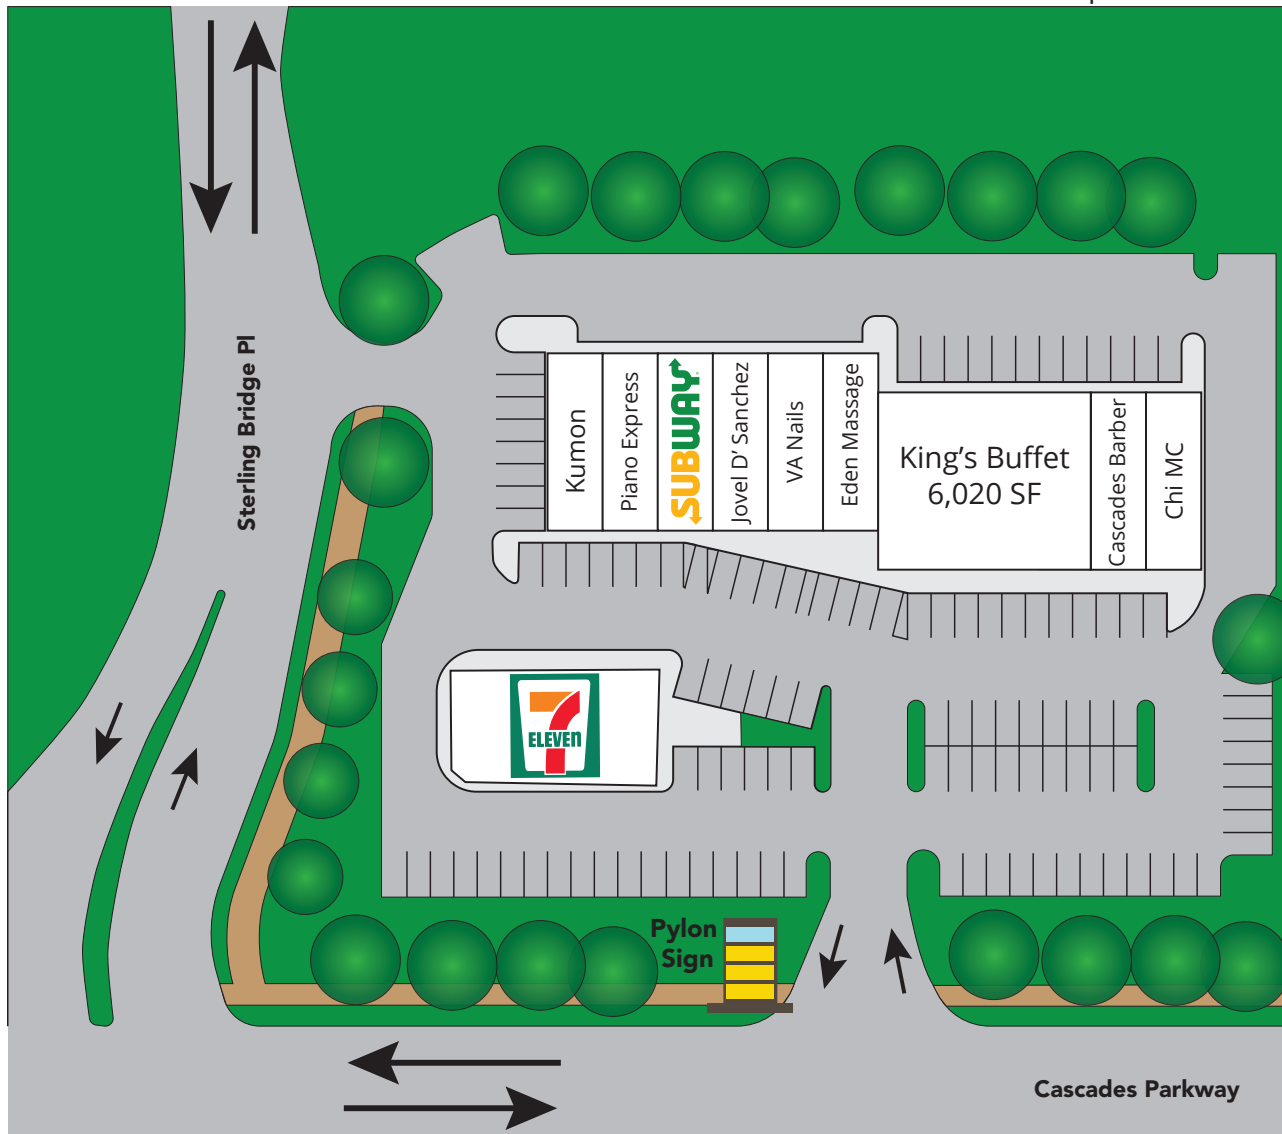 Sterling Bridge Pl
Kumon
Piano Express
SUBWAY
Jovel D' Sanchez
VA Nails
Eden Massage
King's Buffet
6,020 SF
Cascades Barber
Chi MC
7
ELEVEN
Pylon
Sign
Cascades Parkway